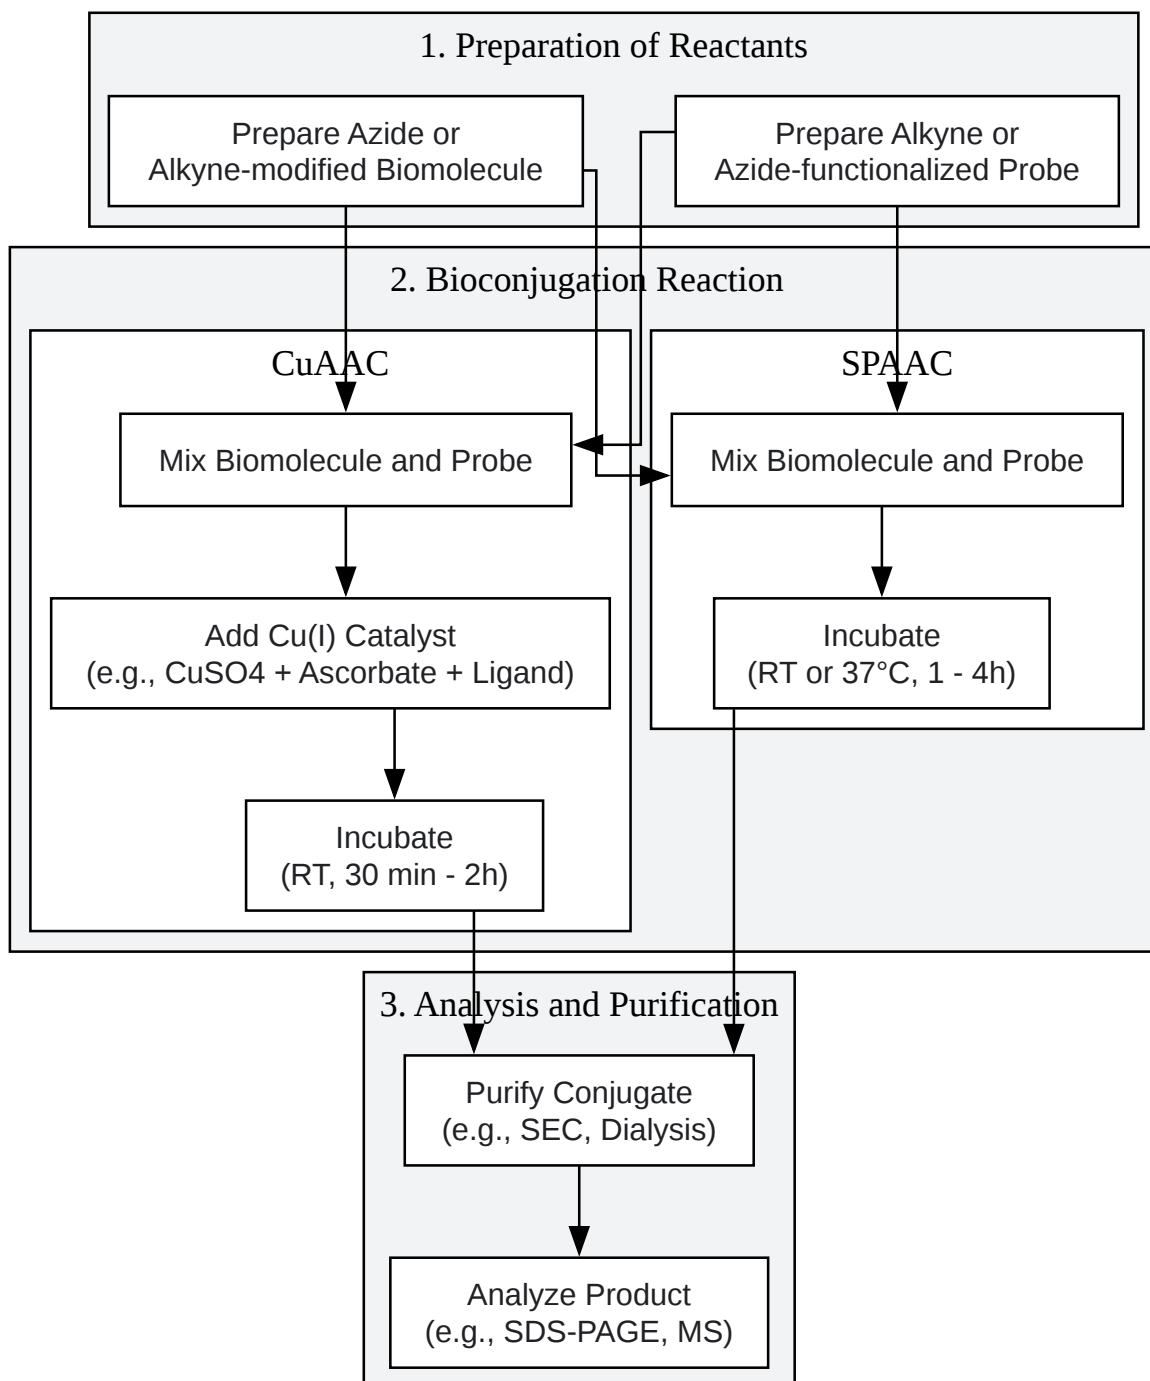 1. Preparation of Reactants
Prepare Azide or
Alkyne-modified Biomolecule
Prepare Alkyne or
Azide-functionalized Probe
2. Bioconjugation Reaction
CuAAC
Mix Biomolecule and Probe
Add Cu(I) Catalyst
(e.g., CuSO4 + Ascorbate + Ligand)
Incubate
(RT, 30 min - 2h)
SPAAC
Mix Biomolecule and Probe
Incubate
(RT or 37°C, 1 - 4h)
3. Analysis and Purification
Purify Conjugate
(e.g., SEC, Dialysis)
Analyze Product
(e.g., SDS-PAGE, MS)